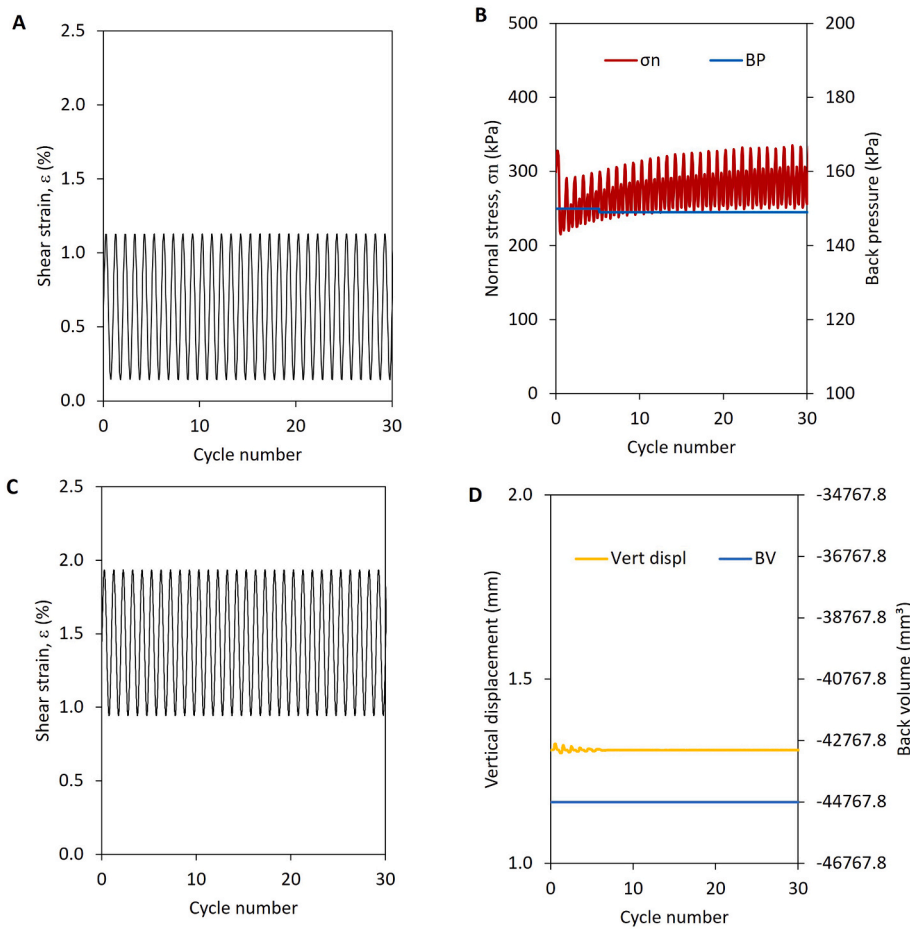 A
Shear strain, ε (%)
2.5
2.0
1.5
1.0
0.5
0.0
0 10 20 30
Cycle number
B
Nornal stress, σn (kPa)
500
400
300
200
100
0
σn BP
200
180
160
140
120
100
Back pressure (kPa)
0 10 20 30
Cycle number
C
Shear strain, ε (%)
2.5
2.0
1.5
1.0
0.5
0.0
0 10 20 30
Cycle number
D
Vertical displacement (mm)
2.0
1.5
1.0
Vert displ BV
-34767.8
-36767.8
-38767.8
-40767.8
-42767.8
-44767.8
-46767.8
Back volume (mm³)
0 10 20 30
Cycle number